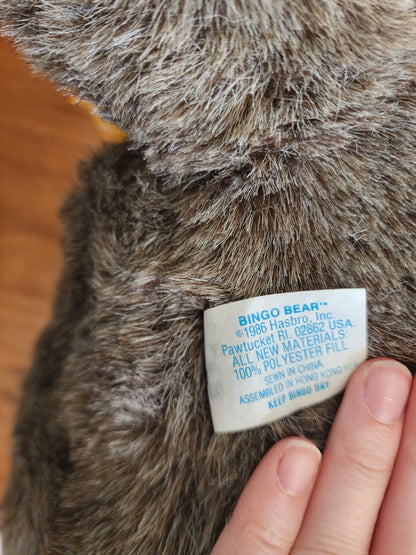 BINGO BEAR™
©1986 Hasbro, Inc.
Pawtucket RI. 02862 USA.
ALL NEW MATERIALS.
100% POLYESTER FILL.
SEWN IN CHINA.
ASSEMBLED IN HONG KONG
KEEP BINGO DRY